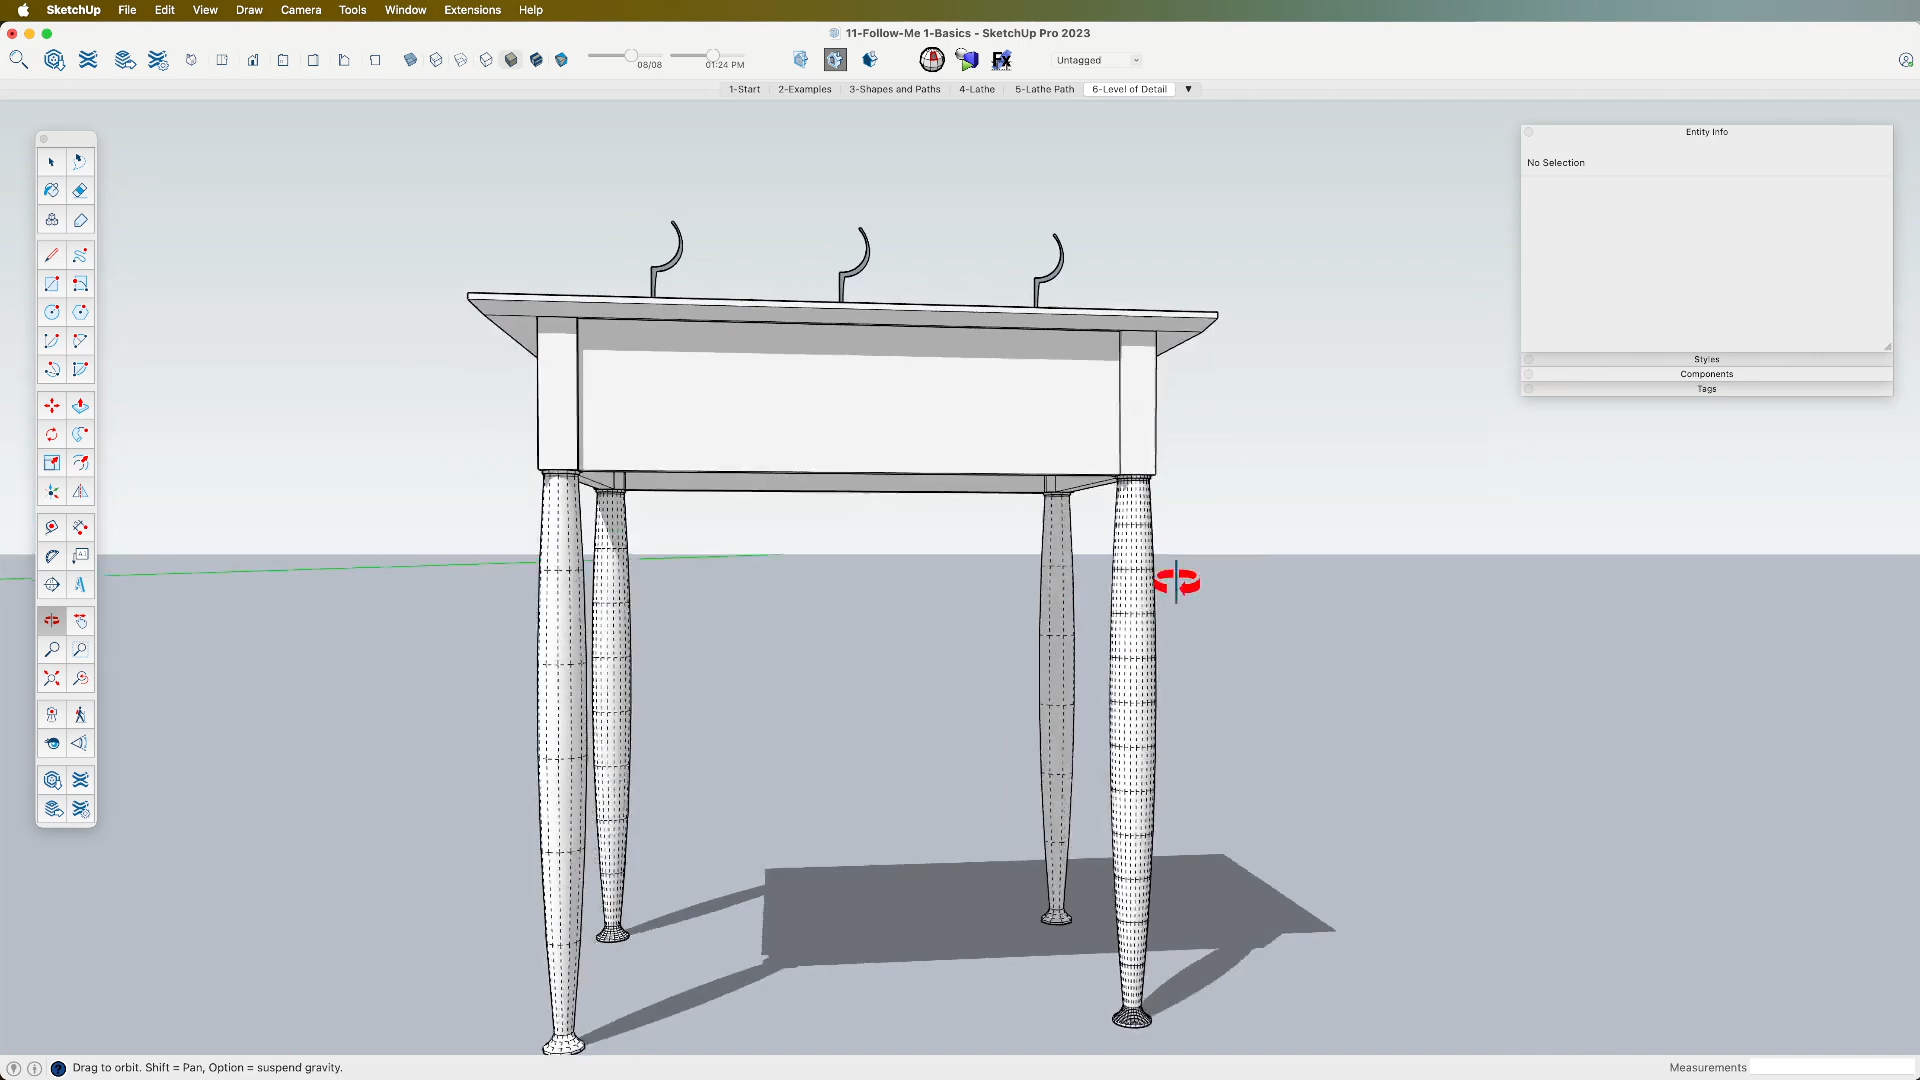 SketchUp File Edit View Draw Camera Tools Window Extensions Help
11-Follow-Me 1-Basics - SketchUp Pro 2023
08/08 01:24 PM Untagged
1-Start 2-Examples 3-Shapes and Paths 4-Lathe 5-Lathe Path 6-Level of Detail
Entity Info
No Selection
Styles
Components
Tags
Drag to orbit. Shift = Pan, Option = suspend gravity.
Measurements